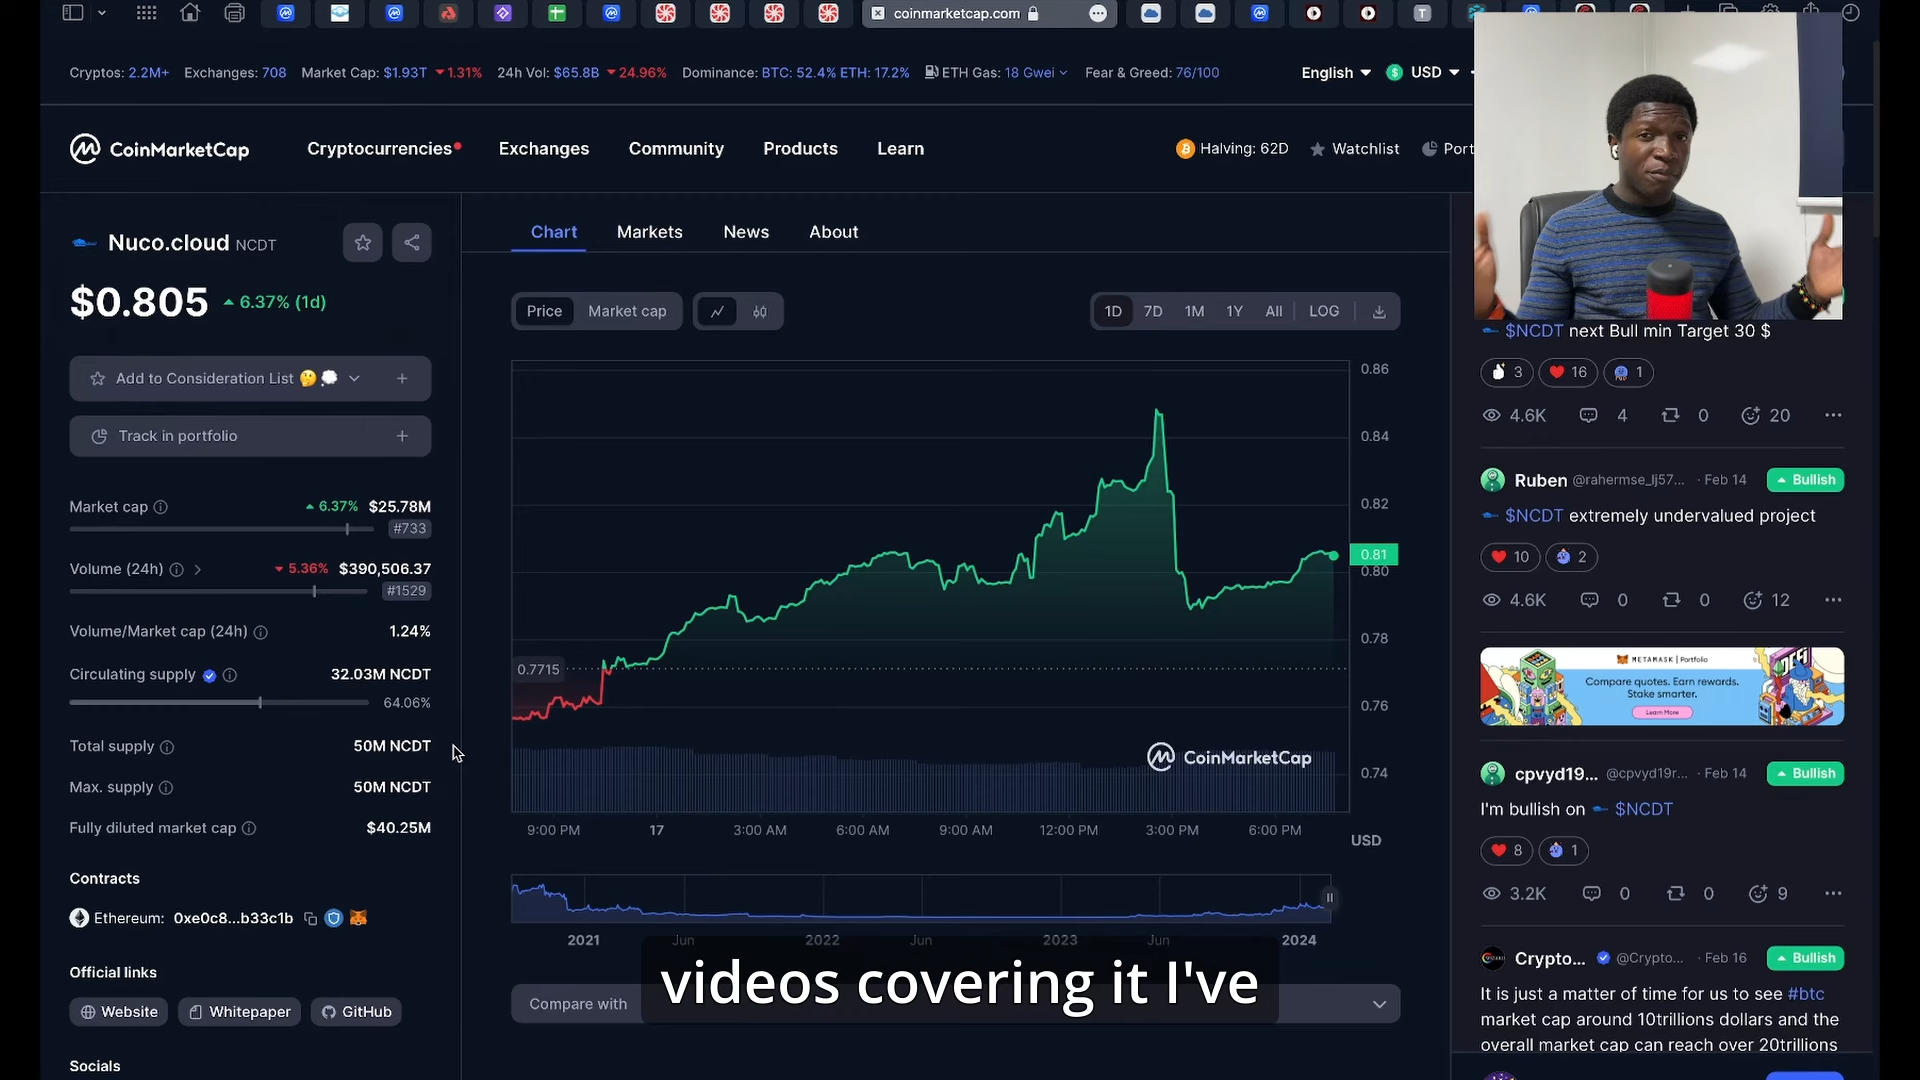 coinmarketcap.com
Cryptos: 2.2M+ Exchanges: 708 Market Cap: $1.93T 1.31% 24h Vol: $65.8B 24.96% Dominance: BTC: 52.4% ETH: 17.2% ETH Gas: 18 Gwei Fear & Greed: 76/100
English USD
CoinMarketCap Cryptocurrencies Exchanges Community Products Learn
Halving: 62D Watchlist Port
Nuco.cloud NCDT
$0.805 6.37% (1d)
Add to Consideration List
Track in portfolio
Market cap 6.37% $25.78M
#733
Volume (24h) 5.36% $390,506.37
#1529
Volume/Market cap (24h) 1.24%
Circulating supply 32.03M NCDT
64.06%
Total supply 50M NCDT
Max. supply 50M NCDT
Fully diluted market cap $40.25M
Contracts
Ethereum: 0xe0c8...b33c1b
Official links
Website Whitepaper GitHub
Socials
Chart Markets News About
Price Market cap
1D 7D 1M 1Y All LOG
0.86
0.84
0.82
0.81
0.80
0.78
0.7715
0.76
0.74
CoinMarketCap
9:00 PM 17 3:00 AM 6:00 AM 9:00 AM 12:00 PM 3:00 PM 6:00 PM
USD
2021 Jun 2022 Jun 2023 Jun 2024
Compare with
videos covering it I've
$NCDT next Bull min Target 30 $
3 16 1
4.6K 4 0 20
Ruben @rahermse_lj57... · Feb 14 Bullish
$NCDT extremely undervalued project
10 2
4.6K 0 0 12
METAMASK | Portfolio
Compare quotes. Earn rewards.
Stake smarter.
Learn More
cpvyd19... @cpvyd19r... · Feb 14 Bullish
I'm bullish on $NCDT
8 1
3.2K 0 0 9
Crypto... @Crypto... · Feb 16 Bullish
It is just a matter of time for us to see #btc
market cap around 10trillions dollars and the
overall market cap can reach over 20trillions